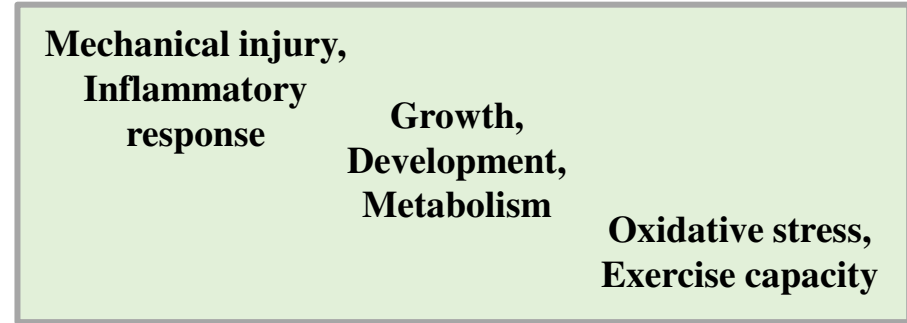 Mechanical injury,
Inflammatory
response
Growth,
Development,
Metabolism
Oxidative stress,
Exercise capacity